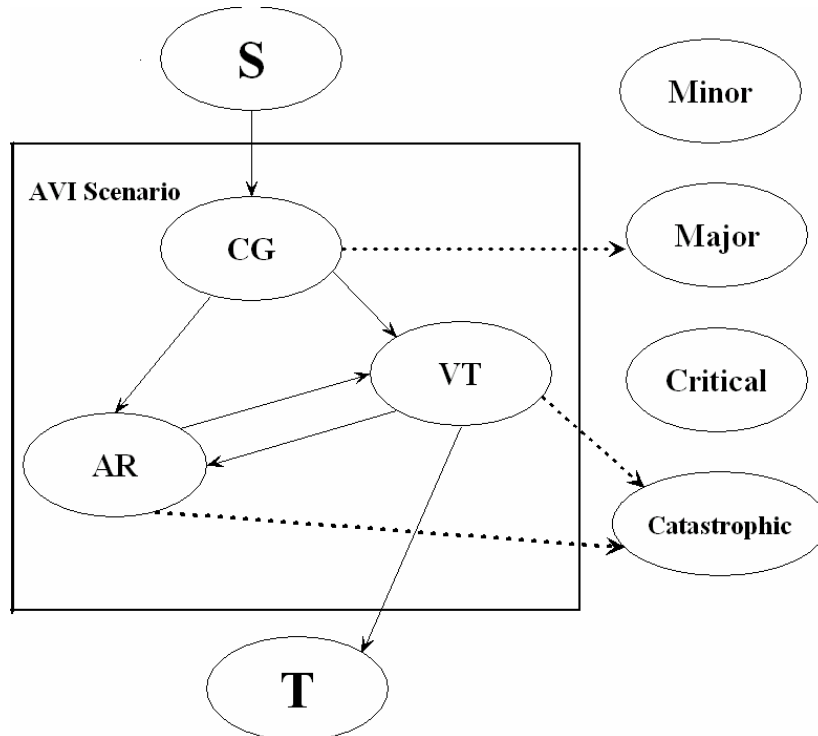 S
Minor
AVI Scenario
CG
Major
VT
Critical
AR
Catastrophic
T